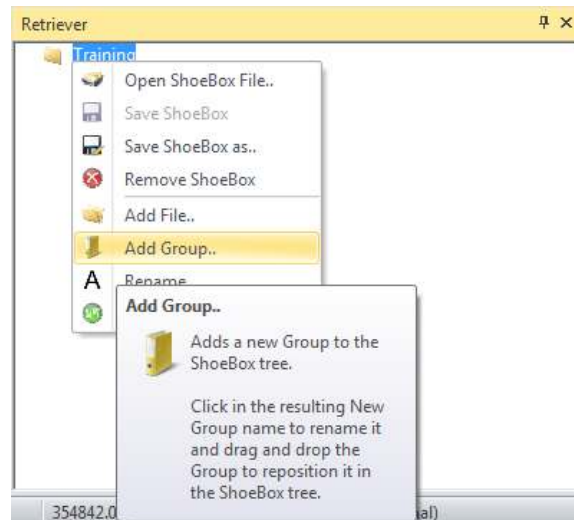 Retriever
Training
Open ShoeBox File..
Save ShoeBox
Save ShoeBox as..
Remove ShoeBox
Add File..
Add Group..
A Rename
Add Group..
Adds a new Group to the
ShoeBox tree.
Click in the resulting New
Group name to rename it
and drag and drop the
Group to reposition it in
the ShoeBox tree.
354842.0